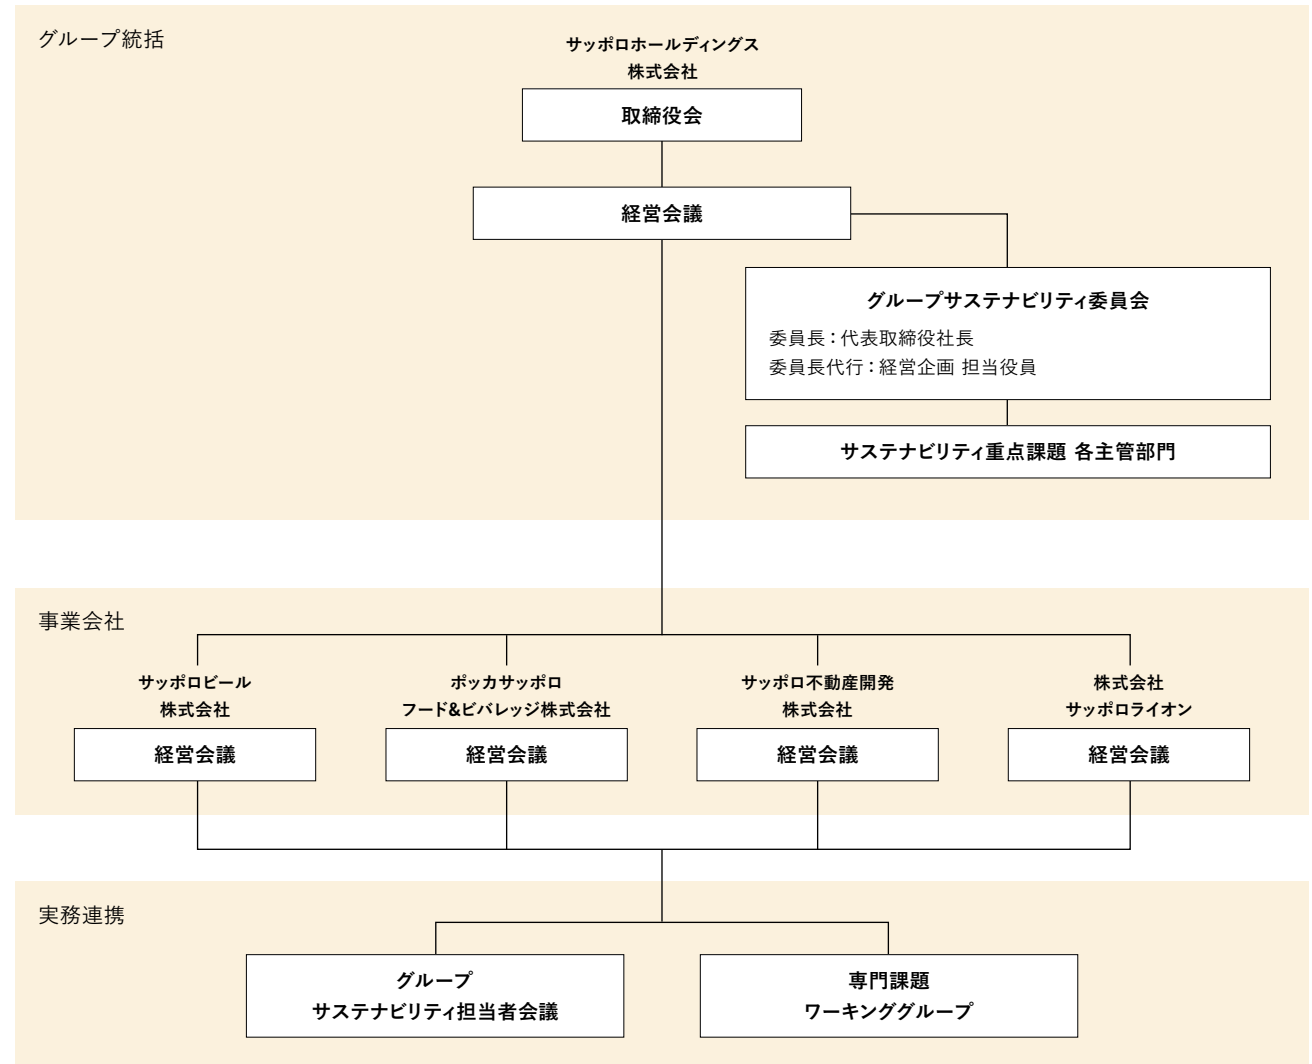 グループ統括
サッポロホールディングス
株式会社
取締役会
経営会議
グループサステナビリティ委員会
委員長：代表取締役社長
委員長代行：経営企画 担当役員
サステナビリティ重点課題 各主管部門
事業会社
サッポロビール
株式会社
経営会議
ポッカサッポロ
フード&ビバレッジ株式会社
経営会議
サッポロ不動産開発
株式会社
経営会議
株式会社
サッポロライオン
経営会議
実務連携
グループ
サステナビリティ担当者会議
専門課題
ワーキンググループ